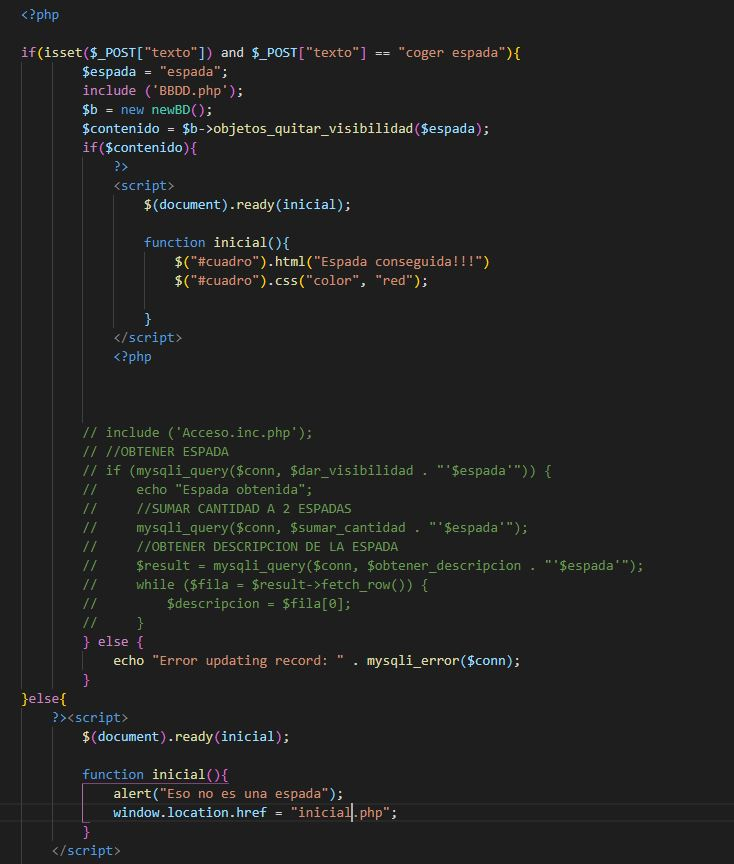 <?php
if(isset($_POST["texto"]) and $_POST["texto"] == "coger espada"){
$espada = "espada";
include ('BBDD.php');
$b = new newBD();
$contenido = $b->objetos_quitar_visibilidad($espada);
if($contenido){
?>
<script>
$(document).ready(inicial);
function inicial(){
$("#cuadro").html("Espada conseguida!!!")
$("#cuadro").css("color", "red");
}
</script>
<?php
// include ('Acceso.inc.php');
// //OBTENER ESPADA
// if (mysqli_query($conn, $dar_visibilidad . "'$espada'")) {
//     echo "Espada obtenida";
//     //SUMAR CANTIDAD A 2 ESPADAS
//     mysqli_query($conn, $sumar_cantidad . "'$espada'");
//     //OBTENER DESCRIPCION DE LA ESPADA
//     $result = mysqli_query($conn, $obtener_descripcion . "'$espada'");
//     while ($fila = $result->fetch_row()) {
//         $descripcion = $fila[0];
//     }
} else {
echo "Error updating record: " . mysqli_error($conn);
}
}else{
?><script>
$(document).ready(inicial);
function inicial(){
alert("Eso no es una espada");
window.location.href = "inicial.php";
}
</script>